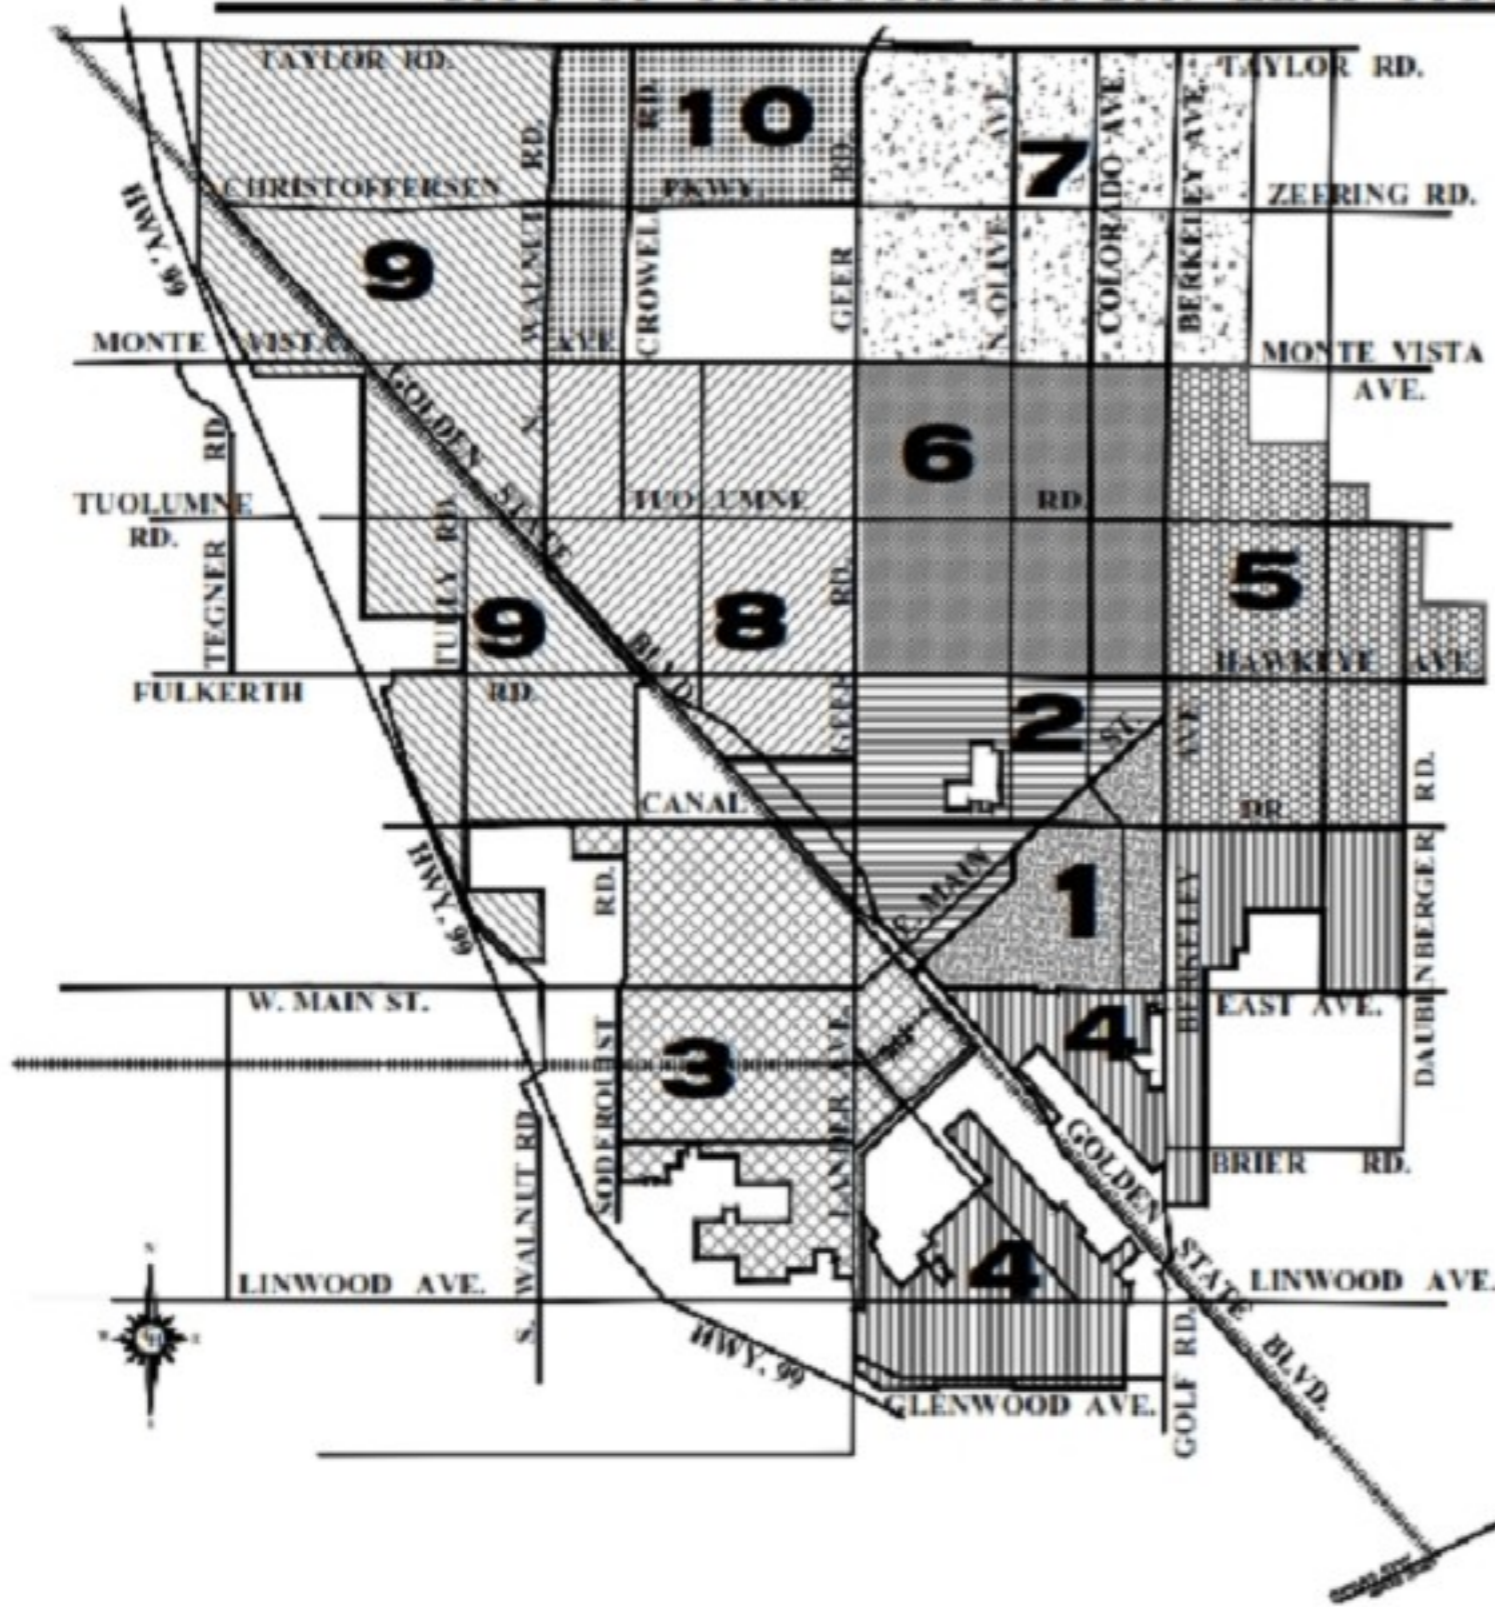 TAYLOR RD.
TAYLOR RD.
10
7
RD.
RD.
RD.
AVE.
COLORADO AVE.
BERKELEY AVE.
CHRISTOFFERSEN PKWY.
ZEERING RD.
HWY. 99
9
WALNUT
CROWELL
GEER
N. OLIVE
MONTE VISTA AVE.
MONTE VISTA
AVE.
GOLDEN STATE BLVD.
6
TUOLUMNE
RD.
TUOLUMNE RD.
TEGNER RD.
TULLY RD.
9
8
GEER RD.
5
HAWKEYE AVE.
FULKERTH RD.
2
E. MAIN ST.
CANAL DR.
1
HWY. 99
RD.
BERKELEY AVE.
DAUBENBERGER RD.
W. MAIN ST.
EAST AVE.
4
3
SODERQUIST
LANDER AVE.
GOLDEN STATE BLVD.
BRIER RD.
S. WALNUT RD.
4
LINWOOD AVE.
LINWOOD AVE.
HWY. 99
GLENWOOD AVE.
GOLF RD.